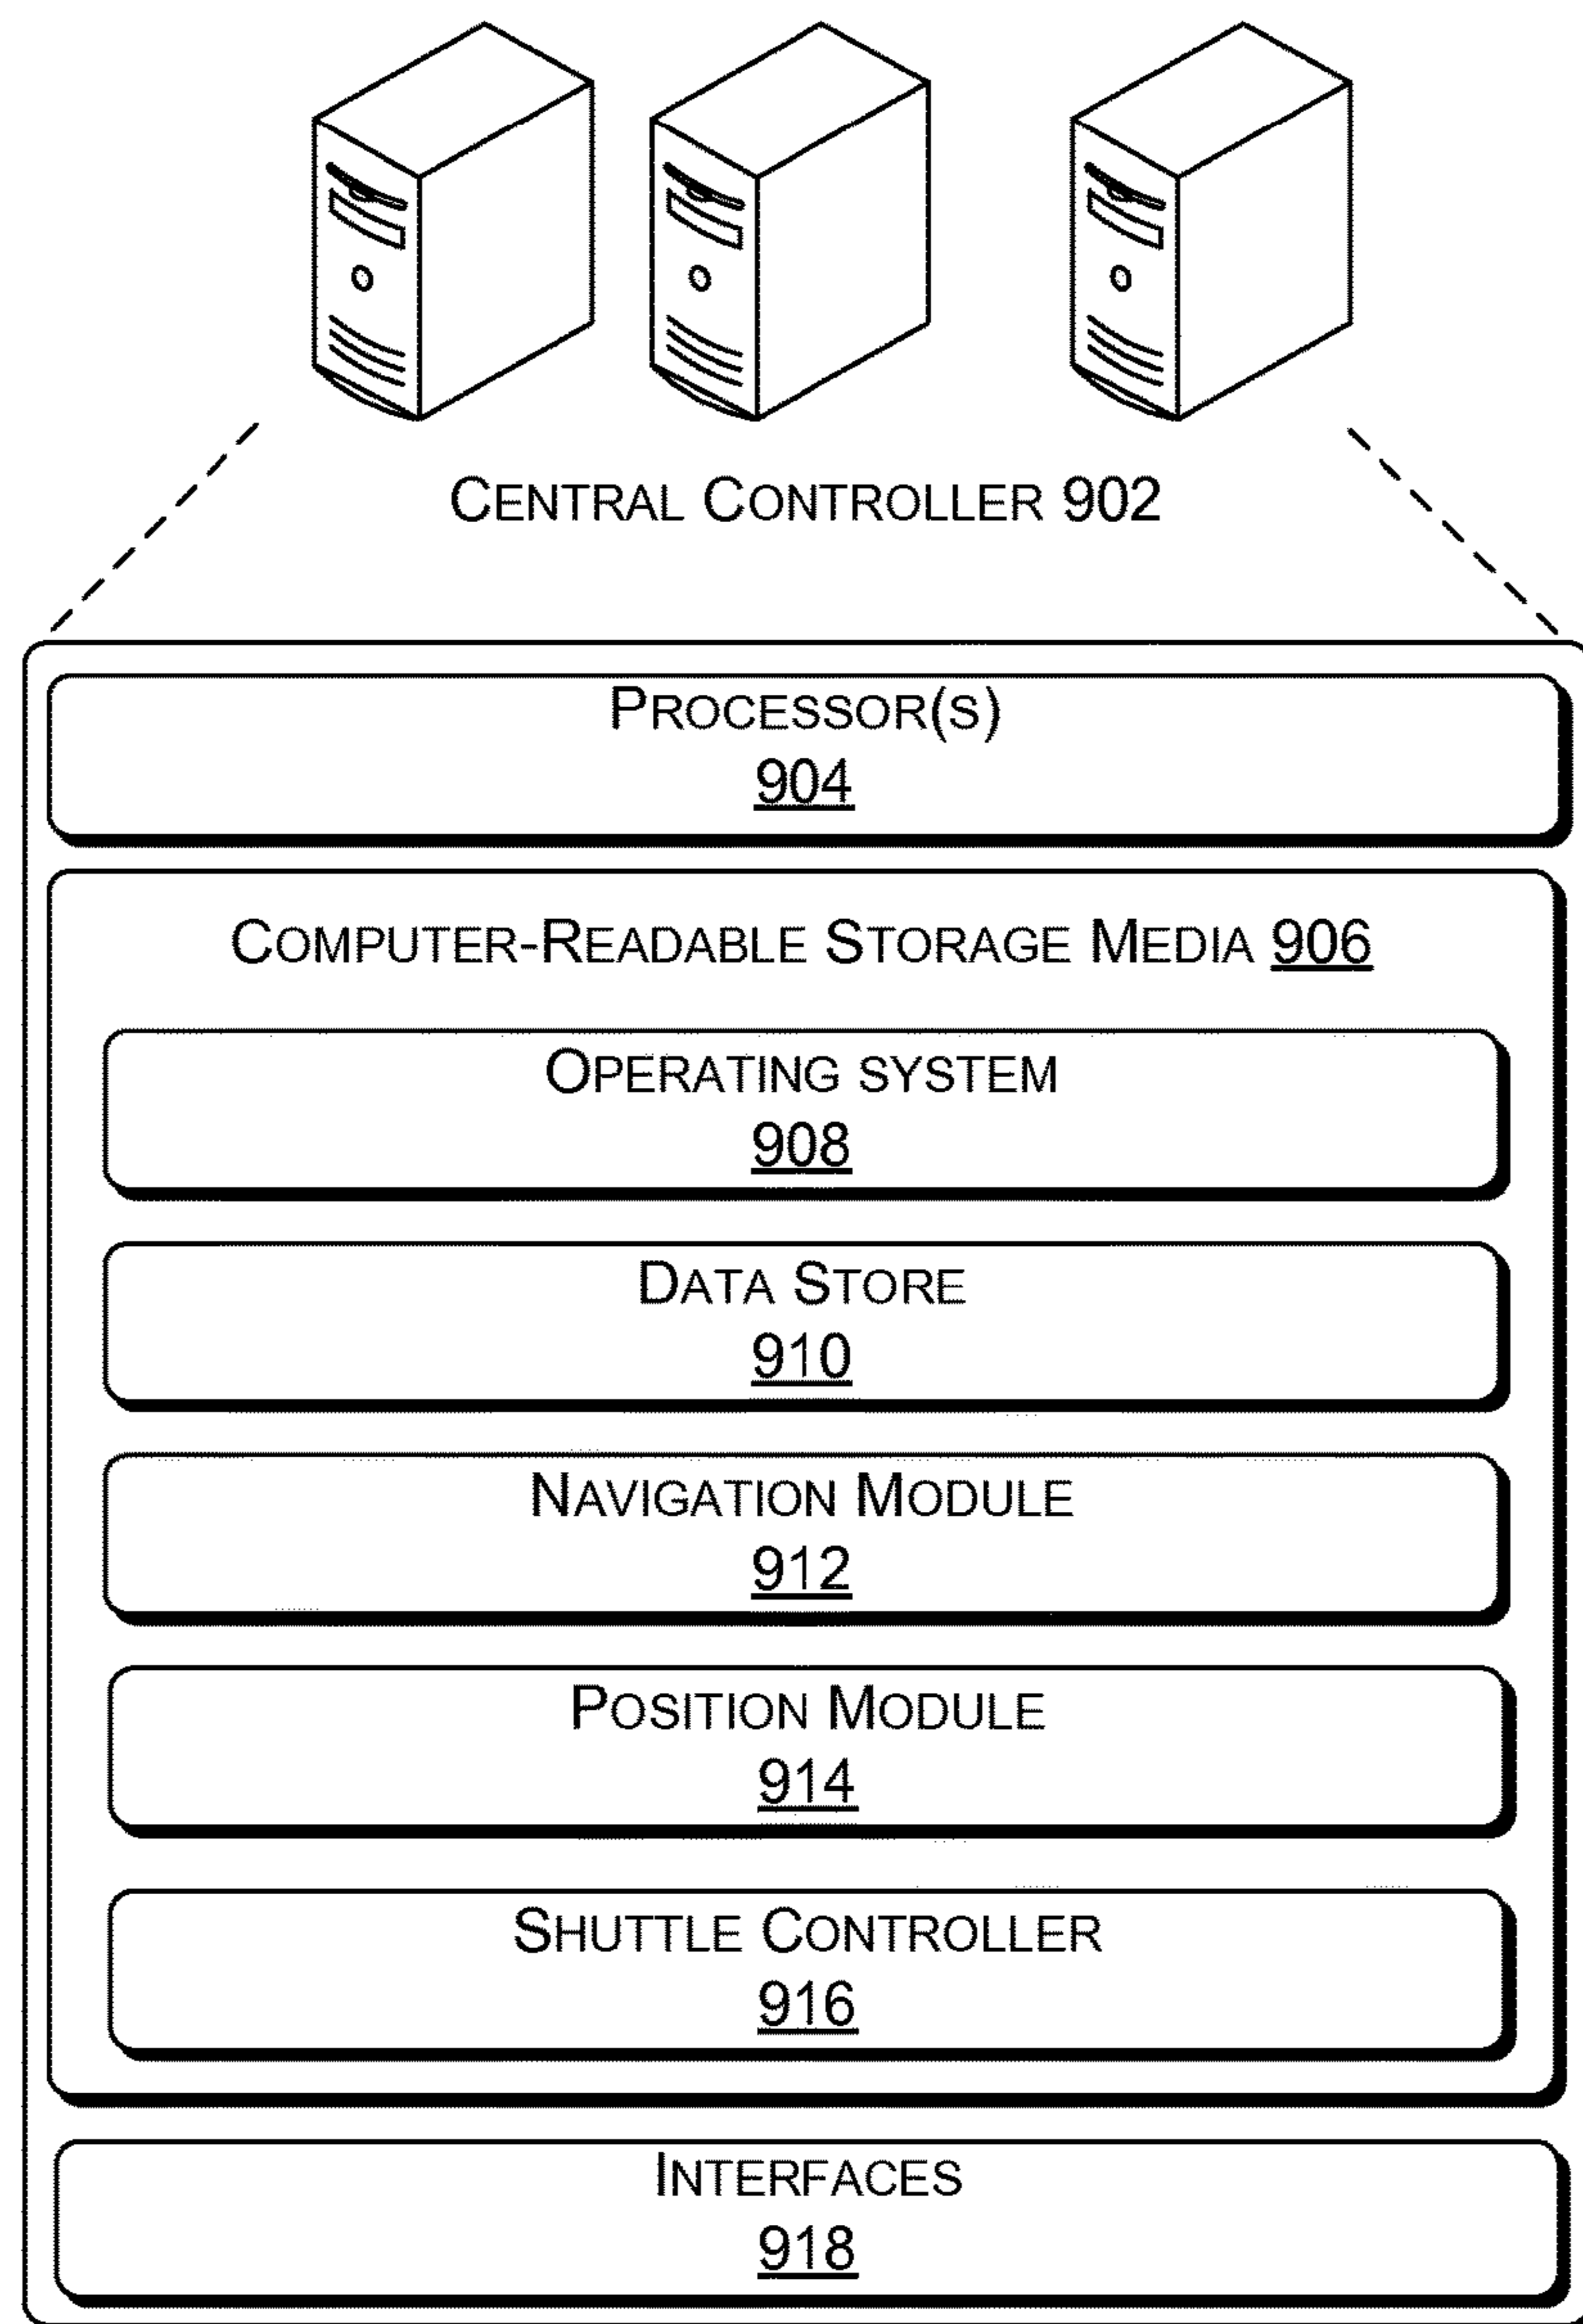 CENTRAL CONTROLLER 902
PROCESSOR(S)
904
COMPUTER-READABLE STORAGE MEDIA 906
OPERATING SYSTEM
908
DATA STORE
910
NAVIGATION MODULE
912
POSITION MODULE
914
SHUTTLE CONTROLLER
916
INTERFACES
918